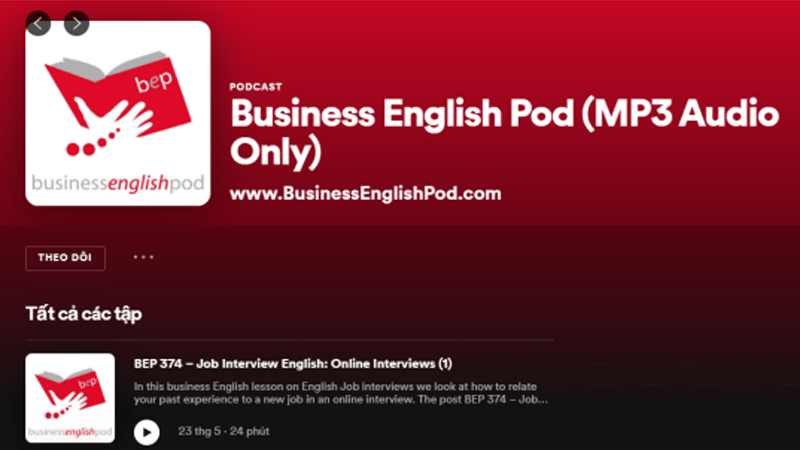 bep
businessenglishpod
PODCAST
Business English Pod (MP3 Audio
Only)
www.BusinessEnglishPod.com
THEO DÕI
Tất cả các tập
bep
businessenglishpod
BEP 374 – Job Interview English: Online Interviews (1)
In this business English lesson on English Job interviews we look at how to relate
your past experience to a new job in an online interview. The post BEP 374 – Job...
23 thg 5 · 24 phút